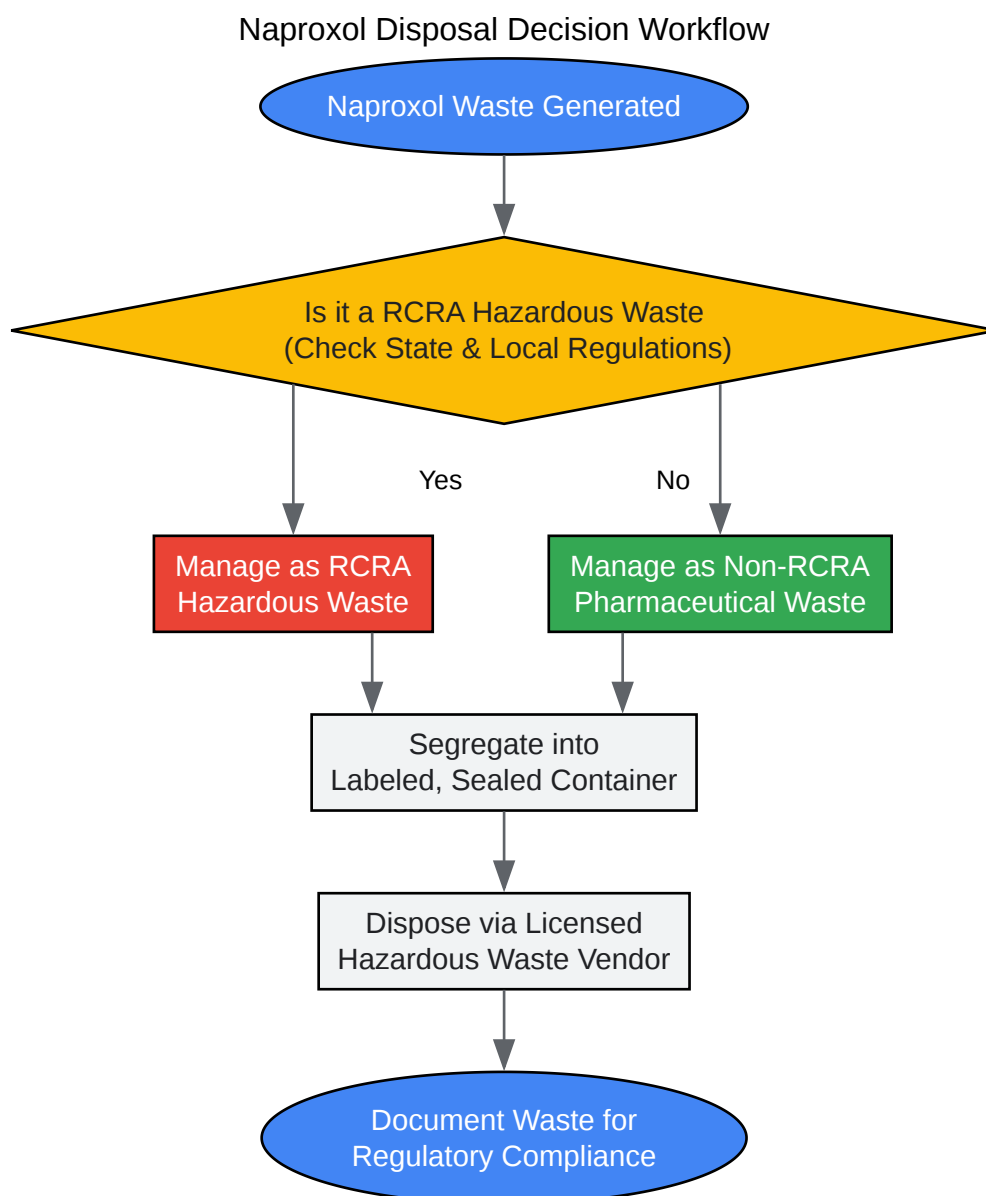 Naproxol Disposal Decision Workflow
Naproxol Waste Generated
Is it a RCRA Hazardous Waste
(Check State & Local Regulations)
Yes
No
Manage as RCRA
Hazardous Waste
Manage as Non-RCRA
Pharmaceutical Waste
Segregate into
Labeled, Sealed Container
Dispose via Licensed
Hazardous Waste Vendor
Document Waste for
Regulatory Compliance